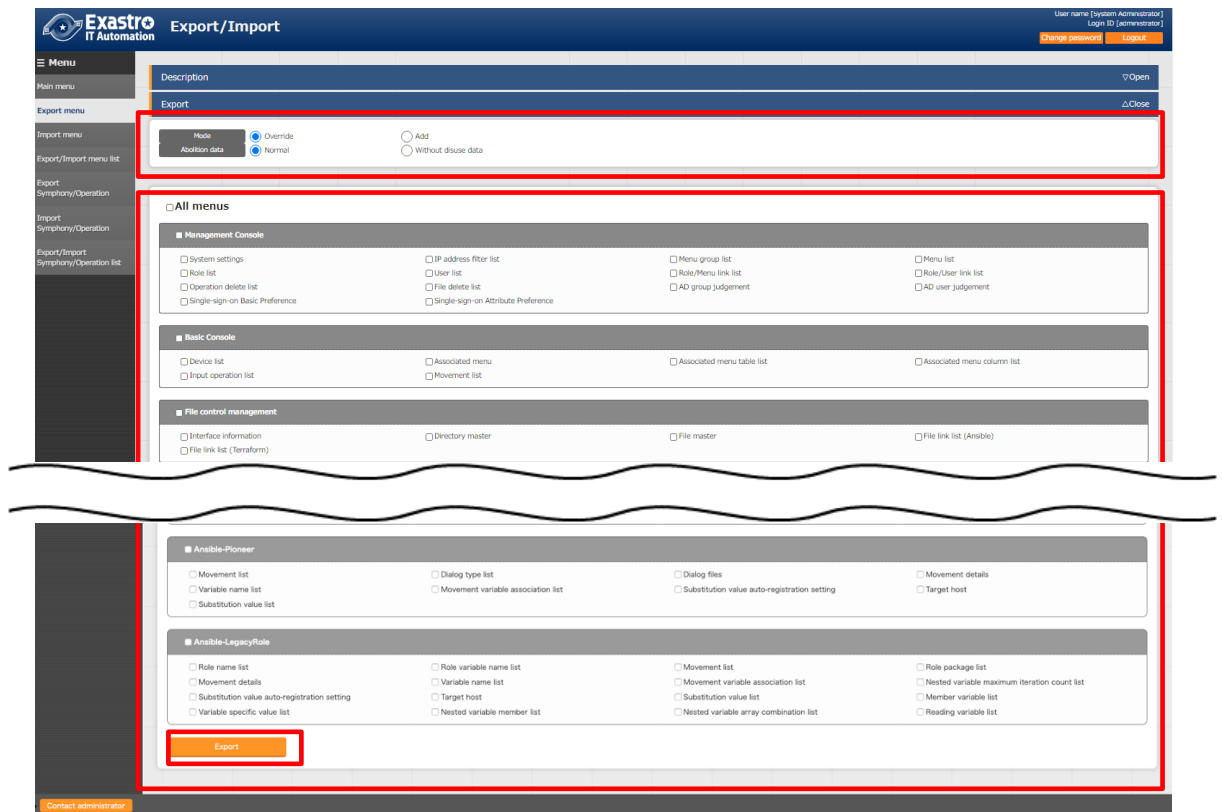 Exastro
IT Automation
Export/Import
User name [System Administrator]
Login ID [administrator]
Change password
Logout
☰ Menu
Main menu
Export menu
Import menu
Export/Import menu list
Export
Symphony/Operation
Import
Symphony/Operation
Export/Import
Symphony/Operation list
Description ▽Open
Export △Close
Mode Override Add
Abolition data Normal Without disuse data
All menus
Management Console
System settings IP address filter list Menu group list Menu list
Role list User list Role/Menu link list Role/User link list
Operation delete list File delete list AD group judgement AD user judgement
Single-sign-on Basic Preference Single-sign-on Attribute Preference
Basic Console
Device list Associated menu Associated menu table list Associated menu column list
Input operation list Movement list
File control management
Interface information Directory master File master File link list (Ansible)
File link list (Terraform)
Ansible-Pioneer
Movement list Dialog type list Dialog files Movement details
Variable name list Movement variable association list Substitution value auto-registration setting Target host
Substitution value list
Ansible-LegacyRole
Role name list Role variable name list Movement list Role package list
Movement details Variable name list Movement variable association list Nested variable maximum iteration count list
Substitution value auto-registration setting Target host Substitution value list Member variable list
Variable specific value list Nested variable member list Nested variable array combination list Reading variable list
Export
Contact administrator